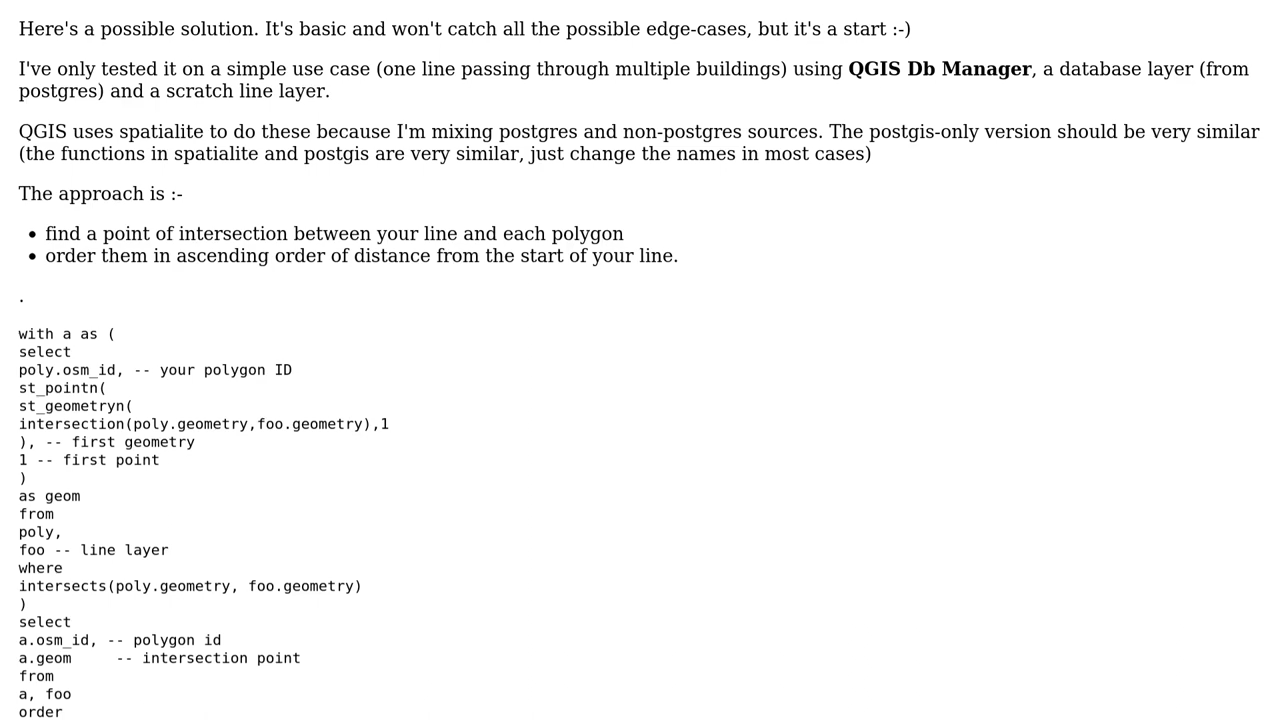 Here's a possible solution. It's basic and won't catch all the possible edge-cases, but it's a start :-)
I've only tested it on a simple use case (one line passing through multiple buildings) using QGIS Db Manager, a database layer (from
postgres) and a scratch line layer.
QGIS uses spatialite to do these because I'm mixing postgres and non-postgres sources. The postgis-only version should be very similar
(the functions in spatialite and postgis are very similar, just change the names in most cases)
The approach is :-
• find a point of intersection between your line and each polygon
• order them in ascending order of distance from the start of your line.
.
with a as (
select
poly.osm_id, -- your polygon ID
st_pointn(
st_geometryn(
intersection(poly.geometry,foo.geometry),1
), -- first geometry
1 -- first point
)
as geom
from
poly,
foo -- line layer
where
intersects(poly.geometry, foo.geometry)
)
select
a.osm_id, -- polygon id
a.geom     -- intersection point
from
a, foo
order